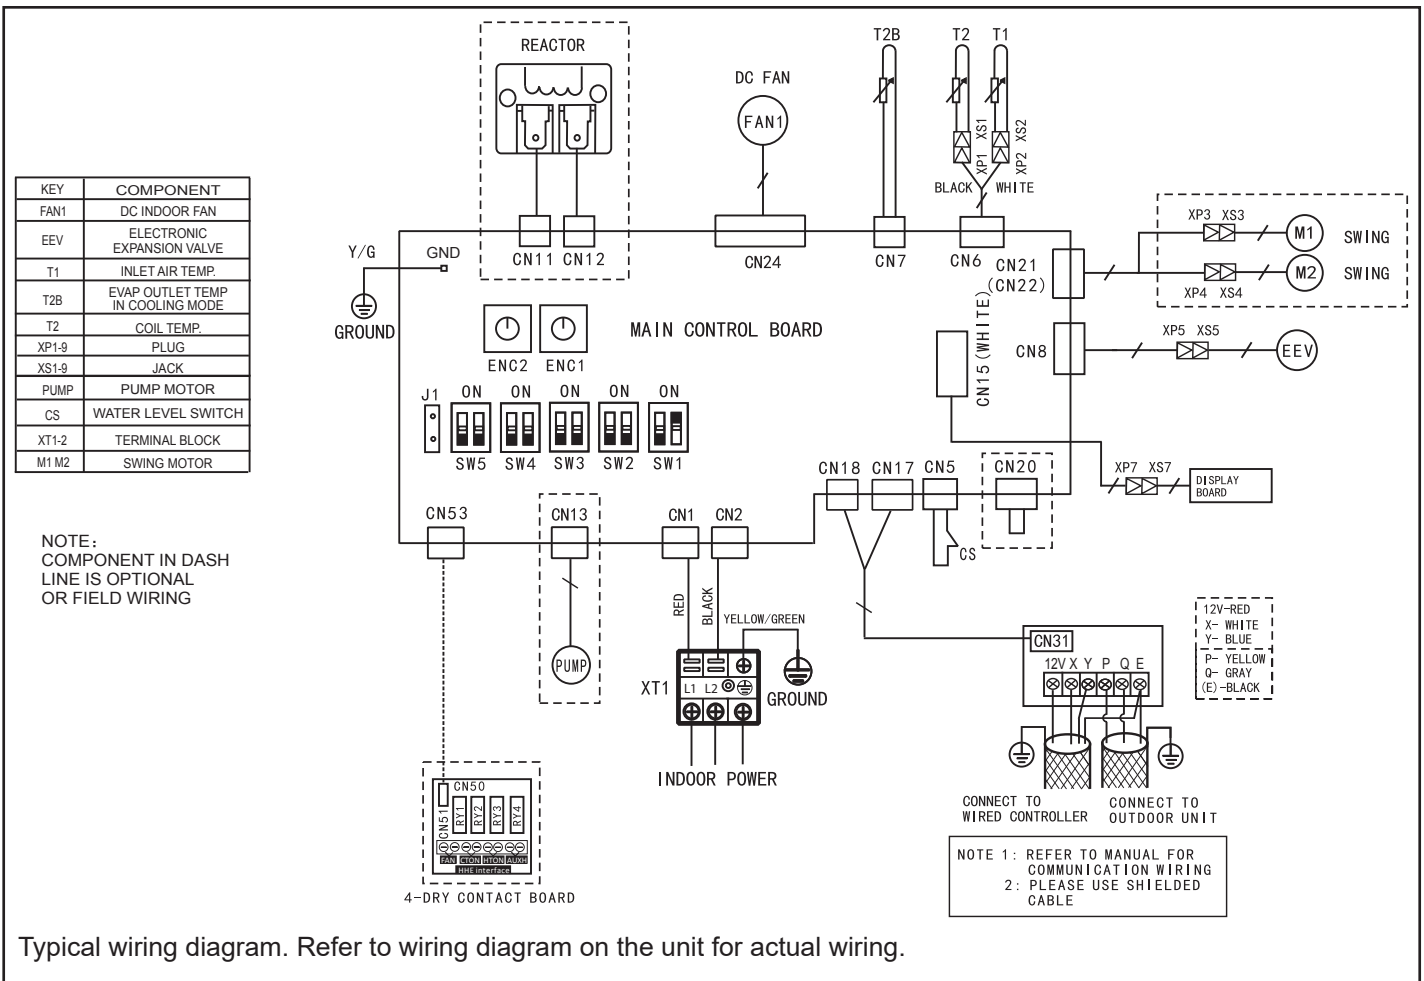 REACTOR
T2B
T2
T1
DC FAN
FAN1
XS1
XS2
XP1
XP2
BLACK
WHITE
KEY COMPONENT
FAN1 DC INDOOR FAN
EEV ELECTRONIC
EXPANSION VALVE
T1 INLET AIR TEMP.
T2B EVAP OUTLET TEMP
IN COOLING MODE
T2 COIL TEMP.
XP1-9 PLUG
XS1-9 JACK
PUMP PUMP MOTOR
CS WATER LEVEL SWITCH
XT1-2 TERMINAL BLOCK
M1 M2 SWING MOTOR
NOTE:
COMPONENT IN DASH
LINE IS OPTIONAL
OR FIELD WIRING
Y/G
GND
GROUND
CN11 CN12
CN24
CN7
CN6
CN21
(CN22)
XP3 XS3
M1
SWING
M2
SWING
XP4 XS4
CN8
XP5 XS5
EEV
CN15(WHITE)
MAIN CONTROL BOARD
ENC2 ENC1
J1
ON ON ON ON ON
SW5 SW4 SW3 SW2 SW1
CN18 CN17 CN5 CN20
XP7 XS7
DISPLAY
BOARD
CN53
CN13
CN1 CN2
CS
RED
BLACK
YELLOW/GREEN
PUMP
XT1
L1 L2
GROUND
INDOOR POWER
CN31
12V X Y P Q E
12V-RED
X- WHITE
Y- BLUE
P- YELLOW
Q- GRAY
(E)-BLACK
CONNECT TO
WIRED CONTROLLER
CONNECT TO
OUTDOOR UNIT
CN50
CN51
RY1
RY2
RY3
RY4
FAN CTON HTON AUXH
HHE interface
4-DRY CONTACT BOARD
NOTE 1: REFER TO MANUAL FOR
COMMUNICATION WIRING
2: PLEASE USE SHIELDED
CABLE
Typical wiring diagram. Refer to wiring diagram on the unit for actual wiring.